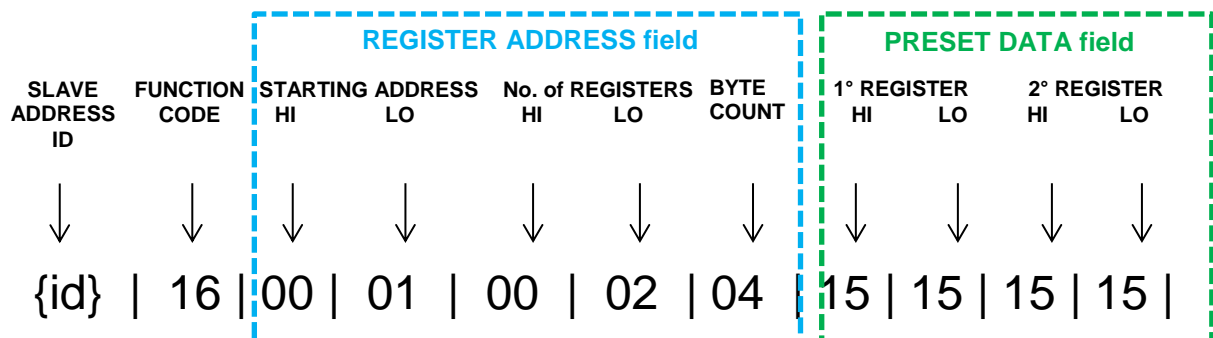 REGISTER ADDRESS field PRESET DATA field
SLAVE FUNCTION STARTING ADDRESS No. of REGISTERS BYTE 1° REGISTER 2° REGISTER
ADDRESS CODE HI LO HI LO COUNT HI LO HI LO
ID
{id} | 16 | 00 | 01 | 00 | 02 | 04 | 15 | 15 | 15 | 15 |